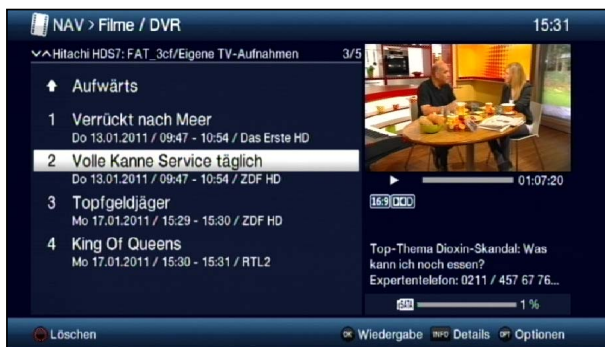 NAV > Filme / DVR 15:31
Hitachi HDS7: FAT_3cf/Eigene TV-Aufnahmen 3/5
Aufwärts
1 Verrückt nach Meer
Do 13.01.2011 / 09:47 - 10:54 / Das Erste HD
2 Volle Kanne Service täglich
Do 13.01.2011 / 09:47 - 10:54 / ZDF HD
3 Topfgeldjäger
Mo 17.01.2011 / 15:29 - 15:30 / ZDF HD
4 King Of Queens
Mo 17.01.2011 / 15:30 - 15:31 / RTL2
01:07:20
16:9
Top-Thema Dioxin-Skandal: Was
kann ich noch essen?
Expertentelefon: 0211 / 457 67 76...
eSATA 1 %
Löschen OK Wiedergabe INFO Details OPT Optionen